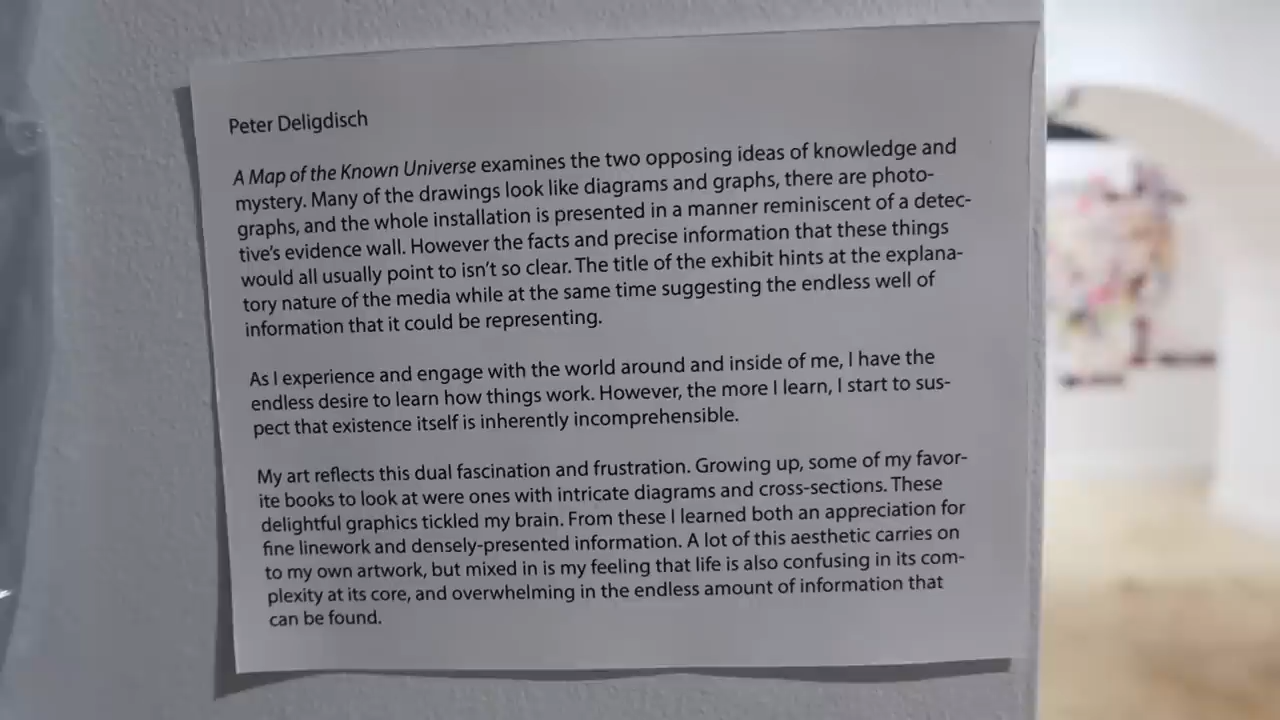 Peter Deligdisch
A Map of the Known Universe examines the two opposing ideas of knowledge and
mystery. Many of the drawings look like diagrams and graphs, there are photo-
graphs, and the whole installation is presented in a manner reminiscent of a detec-
tive's evidence wall. However the facts and precise information that these things
would all usually point to isn't so clear. The title of the exhibit hints at the explana-
tory nature of the media while at the same time suggesting the endless well of
information that it could be representing.
As I experience and engage with the world around and inside of me, I have the
endless desire to learn how things work. However, the more I learn, I start to sus-
pect that existence itself is inherently incomprehensible.
My art reflects this dual fascination and frustration. Growing up, some of my favor-
ite books to look at were ones with intricate diagrams and cross-sections. These
delightful graphics tickled my brain. From these I learned both an appreciation for
fine linework and densely-presented information. A lot of this aesthetic carries on
to my own artwork, but mixed in is my feeling that life is also confusing in its com-
plexity at its core, and overwhelming in the endless amount of information that
can be found.